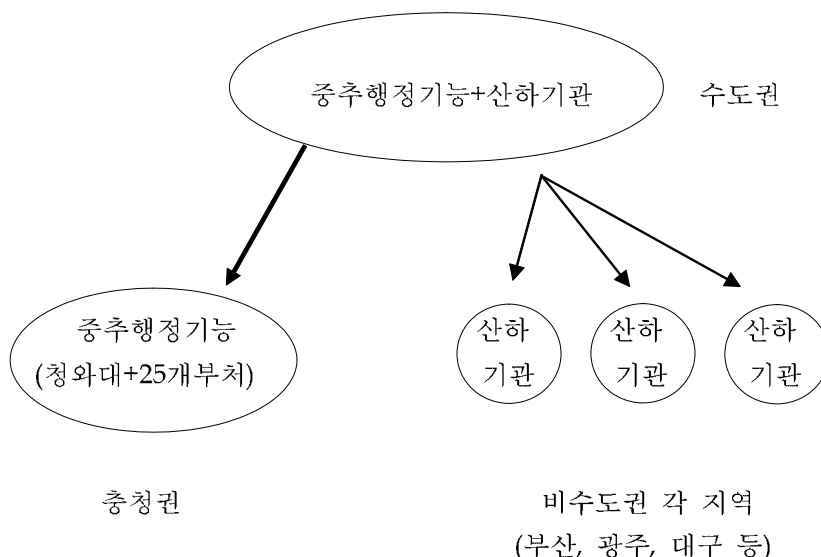 중추행정기능+산하기관
수도권
중추행정기능
(청와대+25개부처)
산하
기관
산하
기관
산하
기관
충청권
비수도권 각 지역
(부산, 광주, 대구 등)